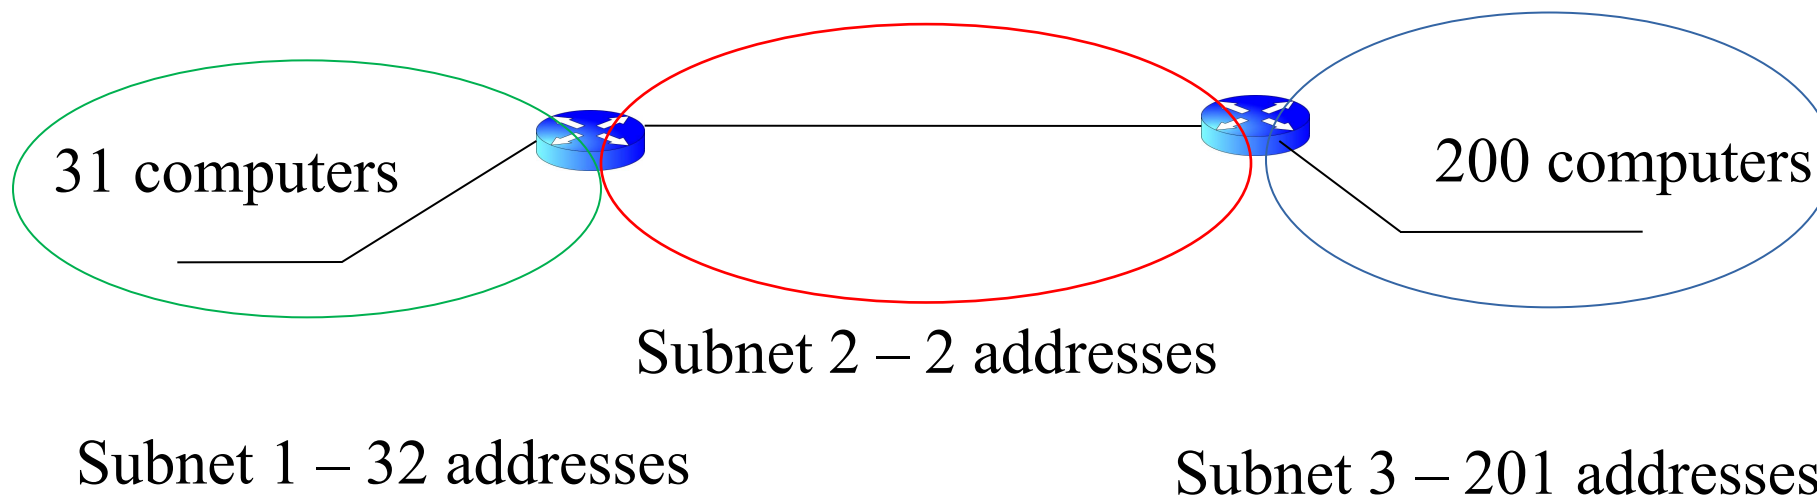 31 computers
200 computers
Subnet 2 – 2 addresses
Subnet 1 – 32 addresses
Subnet 3 – 201 addresses